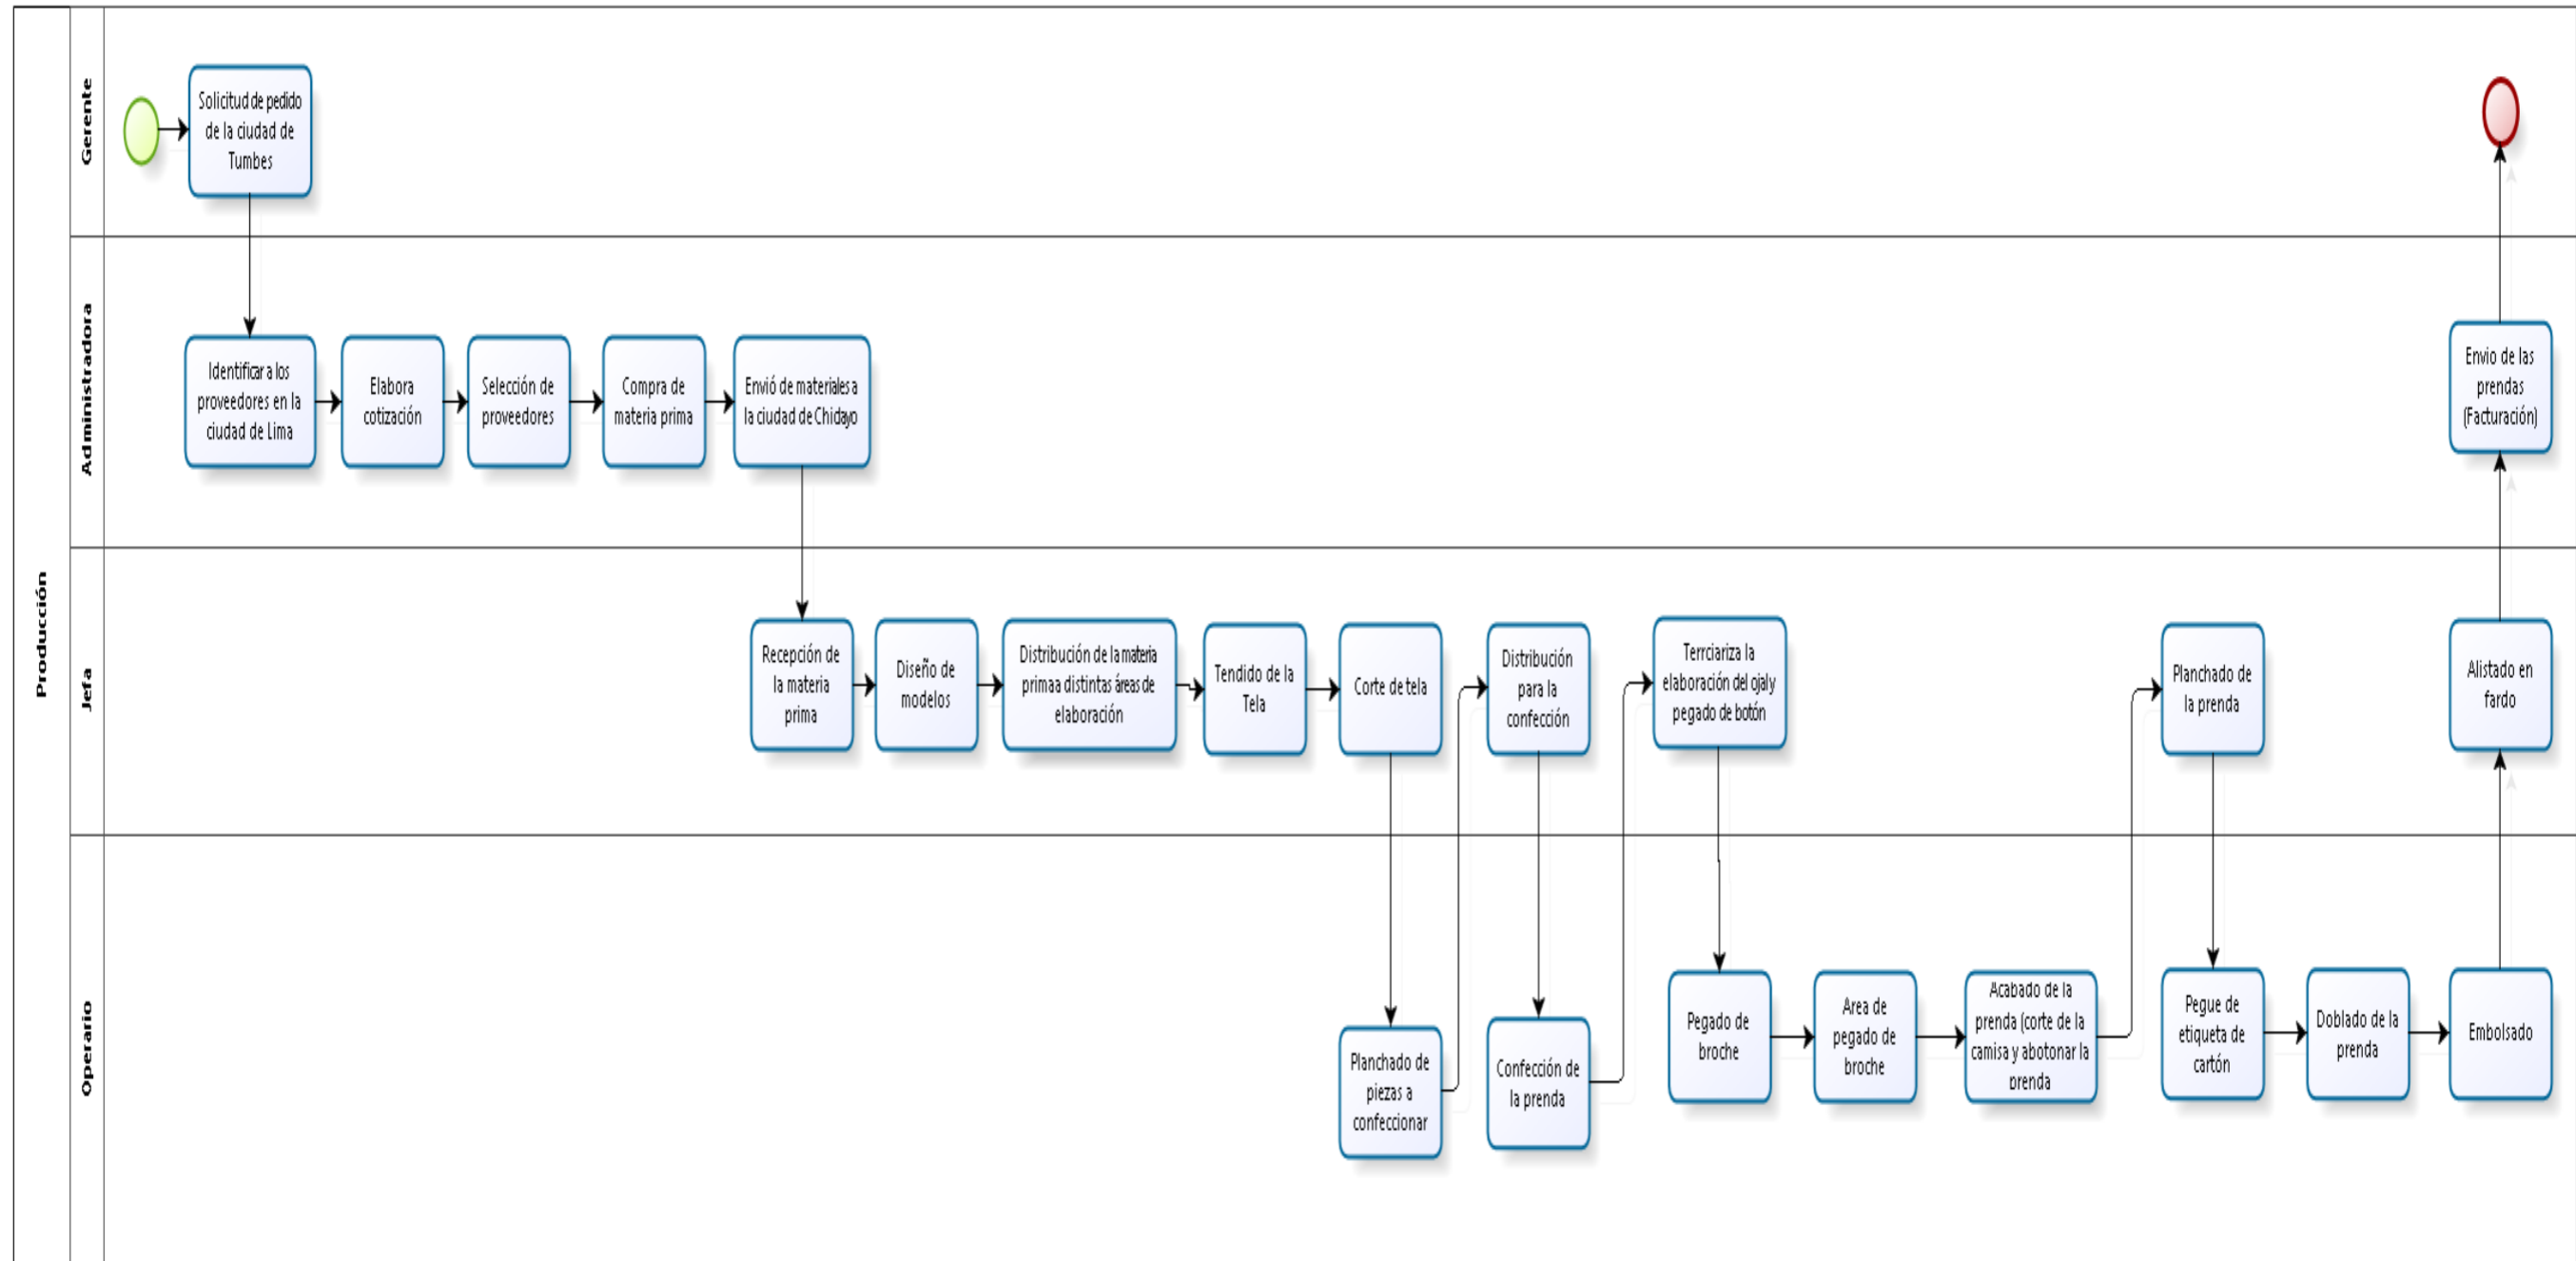 Producción
Gerente
Solicitud de pedido
de la ciudad de
Tumbes
Administradora
Identificar a los
proveedores en la
ciudad de Lima
Elabora
cotización
Selección de
proveedores
Compra de
materia prima
Envió de materiales a
la ciudad de Chiclayo
Envio de las
prendas
(Facturación)
Jefa
Recepción de
la materia
prima
Diseño de
modelos
Distribución de la materia
prima a distintas áreas de
elaboración
Tendido de la
Tela
Corte de tela
Distribución
para la
confección
Terrciariza la
elaboración del ojal y
pegado de botón
Planchado de
la prenda
Alistado en
fardo
Operario
Planchado de
piezas a
confeccionar
Confección de
la prenda
Pegado de
broche
Area de
pegado de
broche
Acabado de la
prenda (corte de la
camisa y abotonar la
prenda
Pegue de
etiqueta de
cartón
Doblado de la
prenda
Embolsado